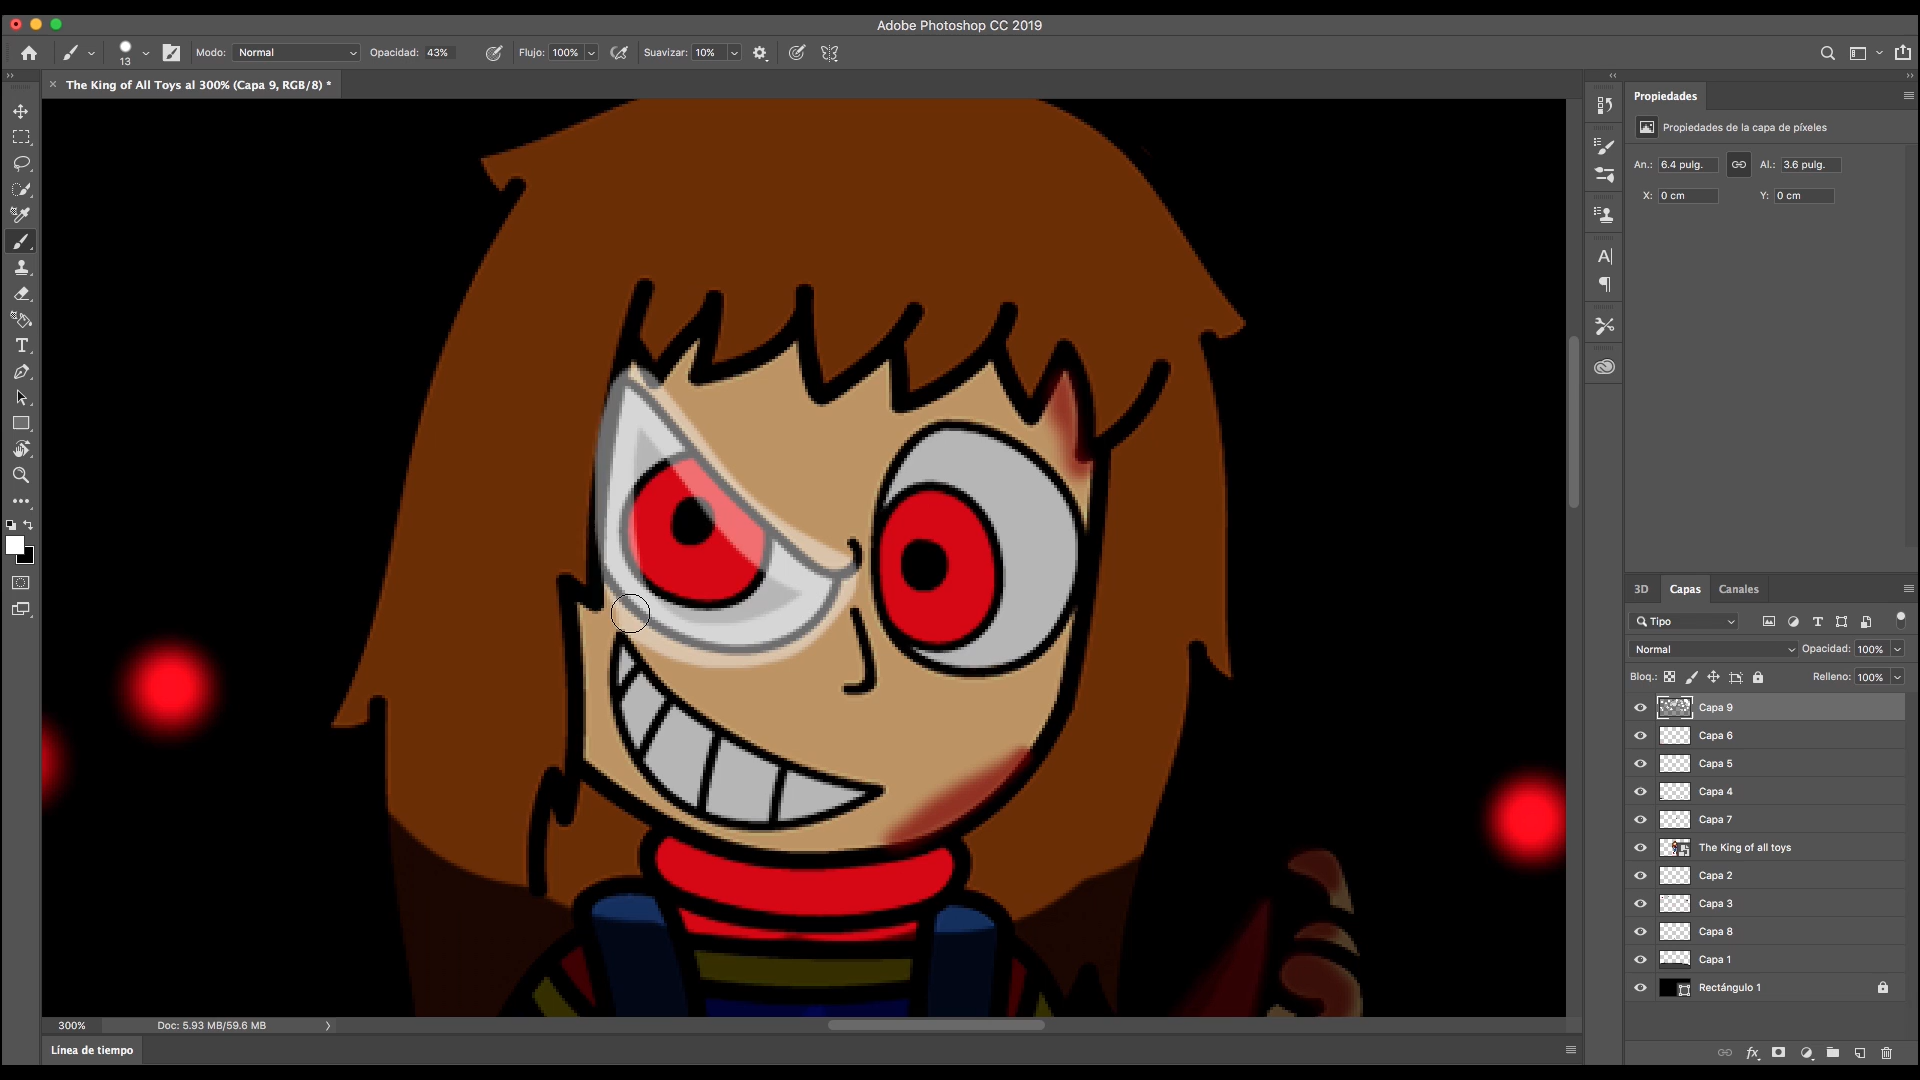 Adobe Photoshop CC 2019
13
Modo: Normal
Opacidad: 43%
Flujo: 100%
Suavizar: 10%
The King of All Toys al 300% (Capa 9, RGB/8) *
Propiedades
Propiedades de la capa de píxeles
An.: 6.4 pulg.
Al.: 3.6 pulg.
X: 0 cm
Y: 0 cm
3D Capas Canales
Tipo
Normal
Opacidad: 100%
Bloq.:
Relleno: 100%
Capa 9
Capa 6
Capa 5
Capa 4
Capa 7
The King of all toys
Capa 2
Capa 3
Capa 8
Capa 1
Rectángulo 1
300%
Doc: 5.93 MB/59.6 MB
Línea de tiempo